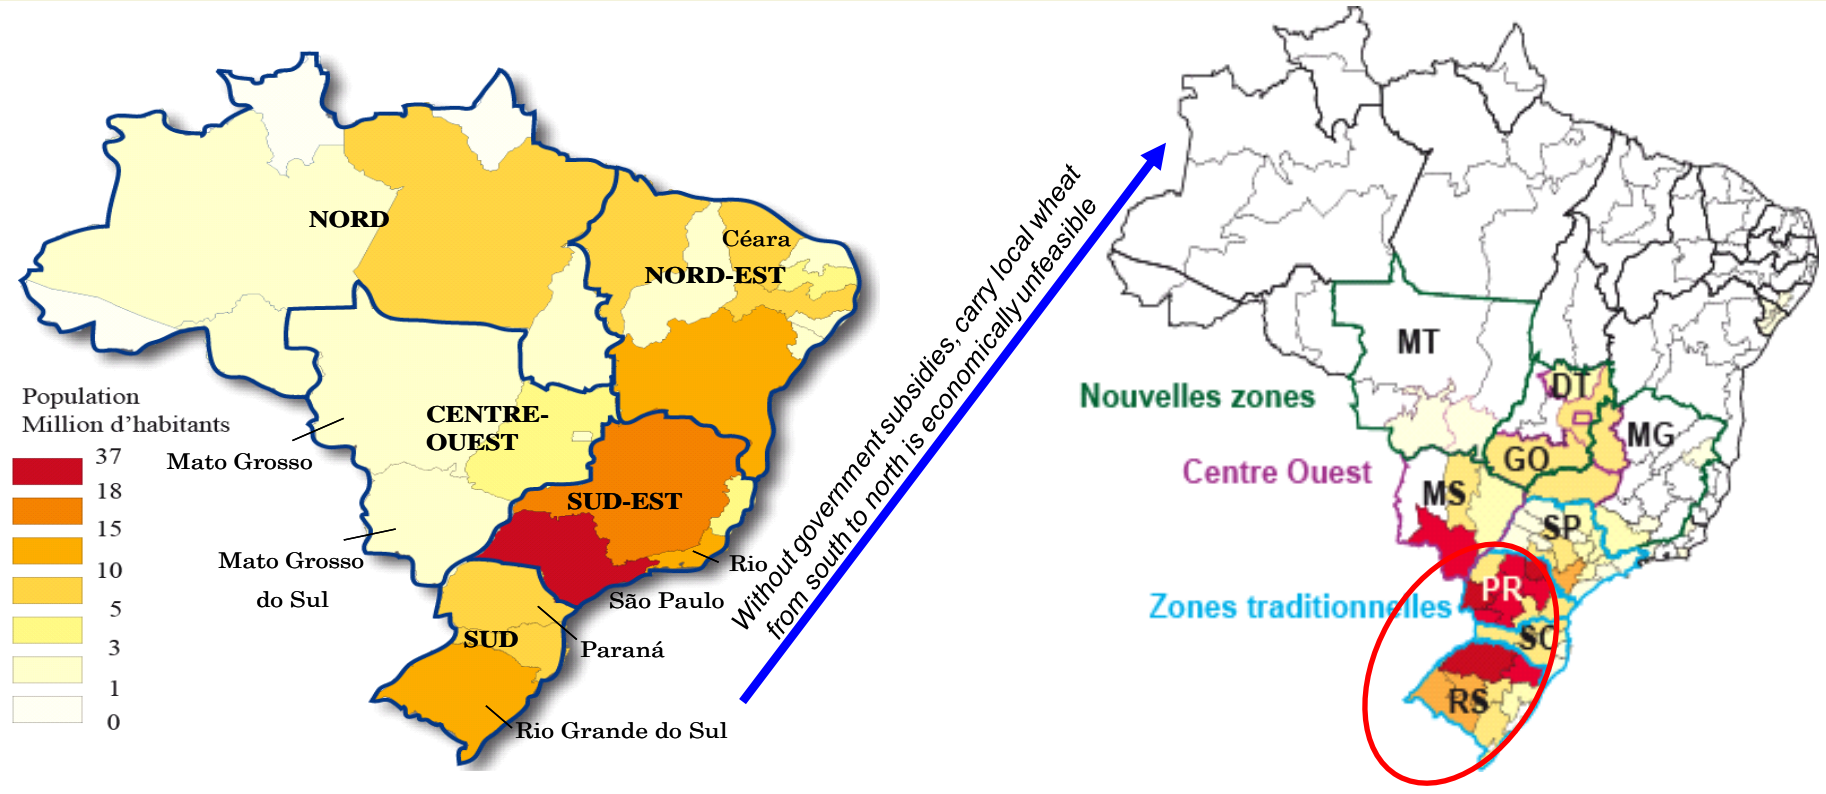 NORD
Céara
NORD-EST
CENTRE-
OUEST
SUD-EST
SUD
Population
Million d'habitants
37
18
15
10
5
3
1
0
Mato Grosso
Mato Grosso
do Sul
Rio
São Paulo
Paraná
Rio Grande do Sul
Without government subsidies, carry local wheat
from south to north is economically unfeasible
MT
Nouvelles zones
DT
MG
GO
Centre Ouest
MS
SP
PR
Zones traditionnelles
SC
RS